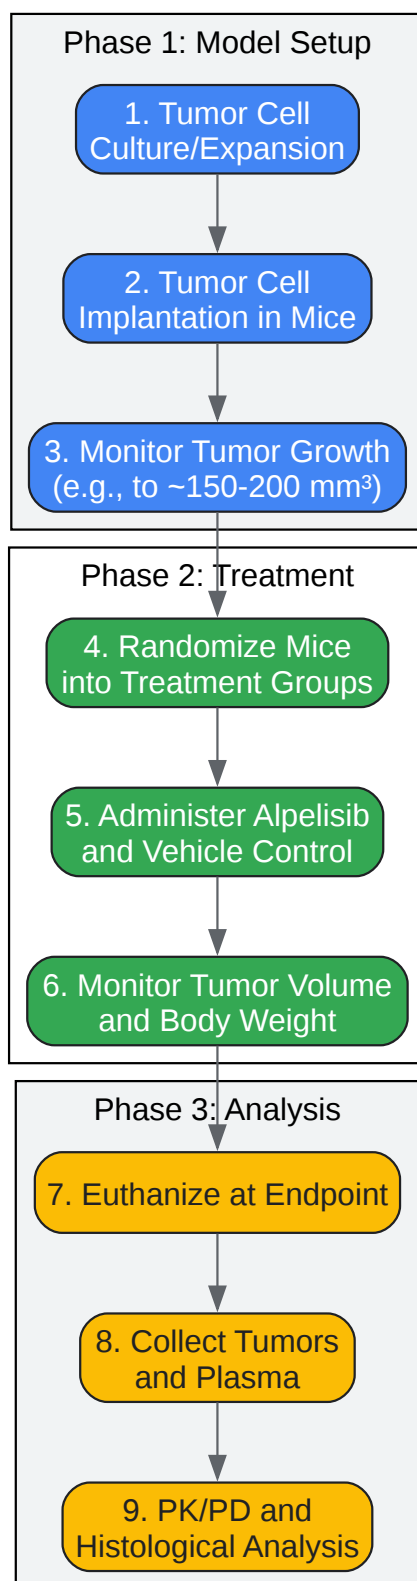 Phase 1: Model Setup
1. Tumor Cell
Culture/Expansion
2. Tumor Cell
Implantation in Mice
3. Monitor Tumor Growth
(e.g., to ~150-200 mm³)
Phase 2: Treatment
4. Randomize Mice
into Treatment Groups
5. Administer Alpelisib
and Vehicle Control
6. Monitor Tumor Volume
and Body Weight
Phase 3: Analysis
7. Euthanize at Endpoint
8. Collect Tumors
and Plasma
9. PK/PD and
Histological Analysis